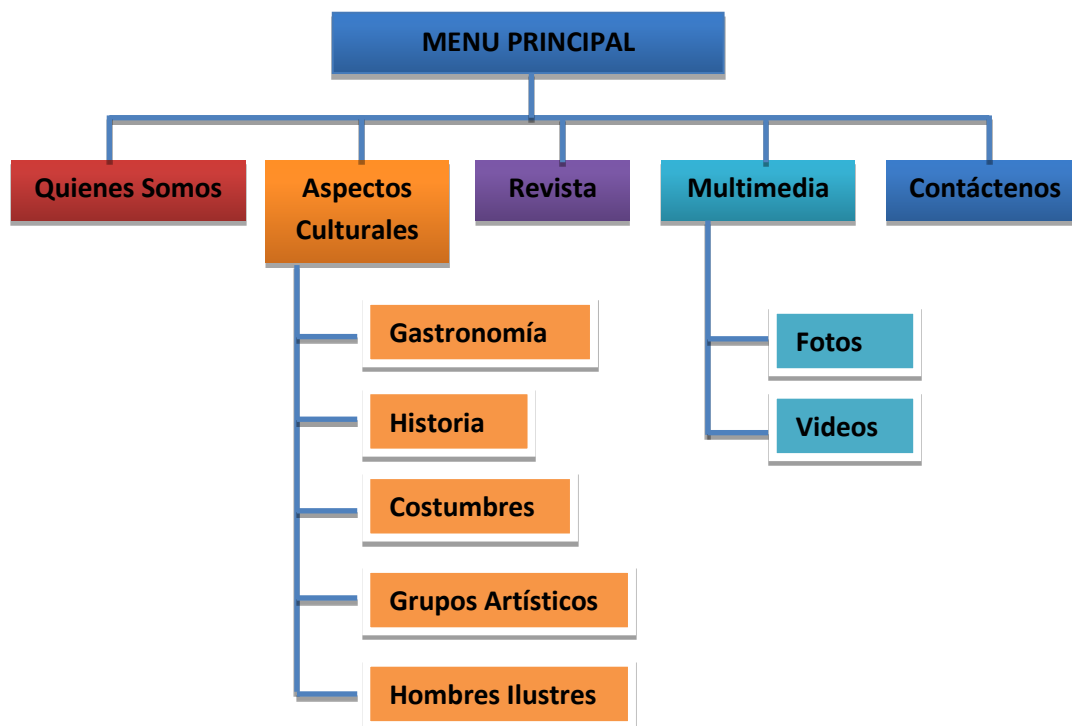 MENU PRINCIPAL
Quienes Somos
Aspectos
Culturales
Revista
Multimedia
Contáctenos
Gastronomía
Historia
Costumbres
Grupos Artísticos
Hombres Ilustres
Fotos
Videos